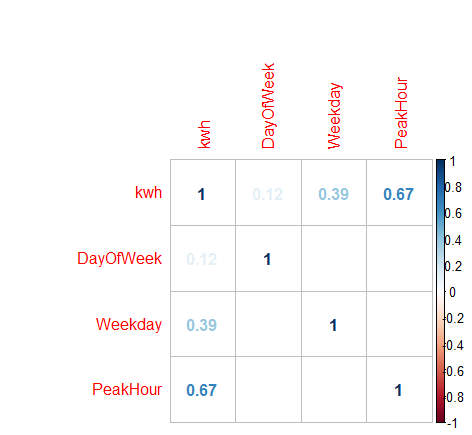 kwh
DayOfWeek
Weekday
PeakHour
kwh 1 0.12 0.39 0.67
DayOfWeek 0.12 1
Weekday 0.39 1
PeakHour 0.67 1
1
0.8
0.6
0.4
0.2
0
-0.2
-0.4
-0.6
-0.8
-1